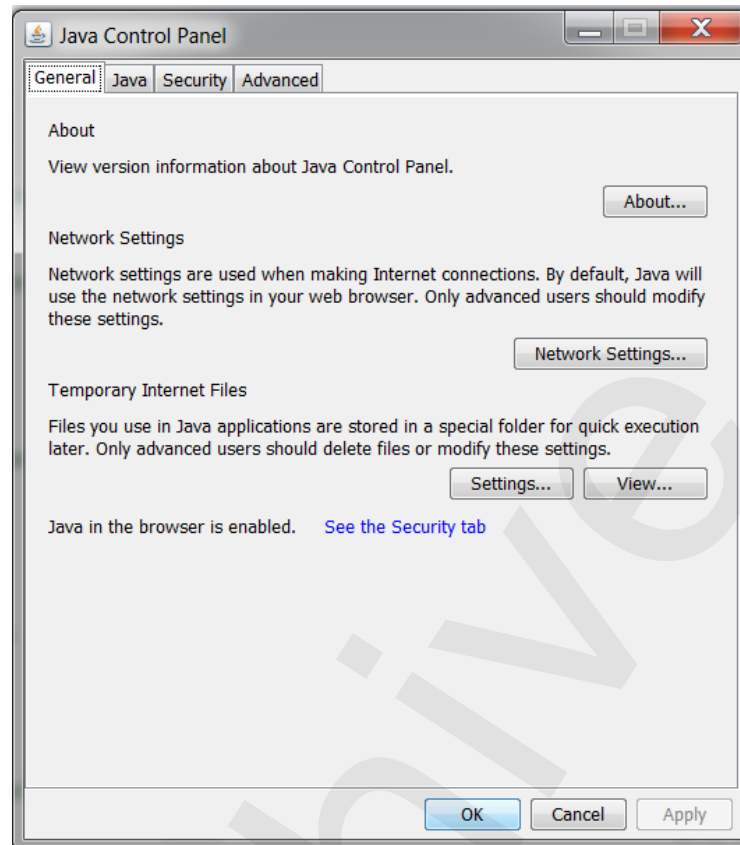 Java Control Panel
General Java Security Advanced
About
View version information about Java Control Panel.
About...
Network Settings
Network settings are used when making Internet connections. By default, Java will
use the network settings in your web browser. Only advanced users should modify
these settings.
Network Settings...
Temporary Internet Files
Files you use in Java applications are stored in a special folder for quick execution
later. Only advanced users should delete files or modify these settings.
Settings... View...
Java in the browser is enabled. See the Security tab
OK Cancel Apply
hive